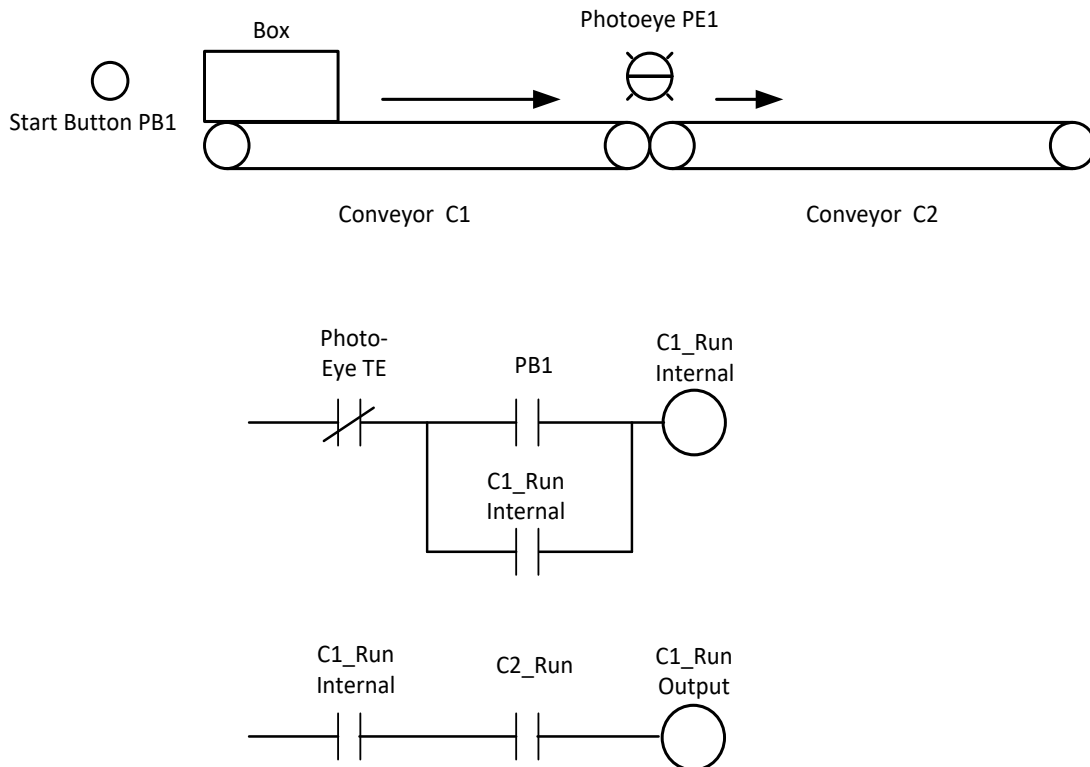 Photoeye PE1
Box
Start Button PB1
Conveyor C1
Conveyor C2
Photo-
Eye TE
PB1
C1_Run
Internal
C1_Run
Internal
C1_Run
Internal
C2_Run
C1_Run
Output